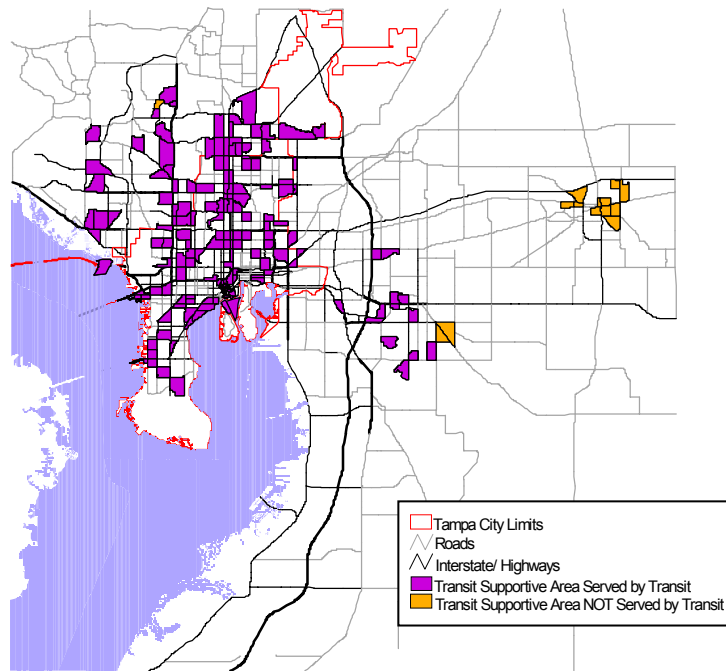 Tampa City Limits
Roads
Interstate/ Highways
Transit Supportive Area Served by Transit
Transit Supportive Area NOT Served by Transit